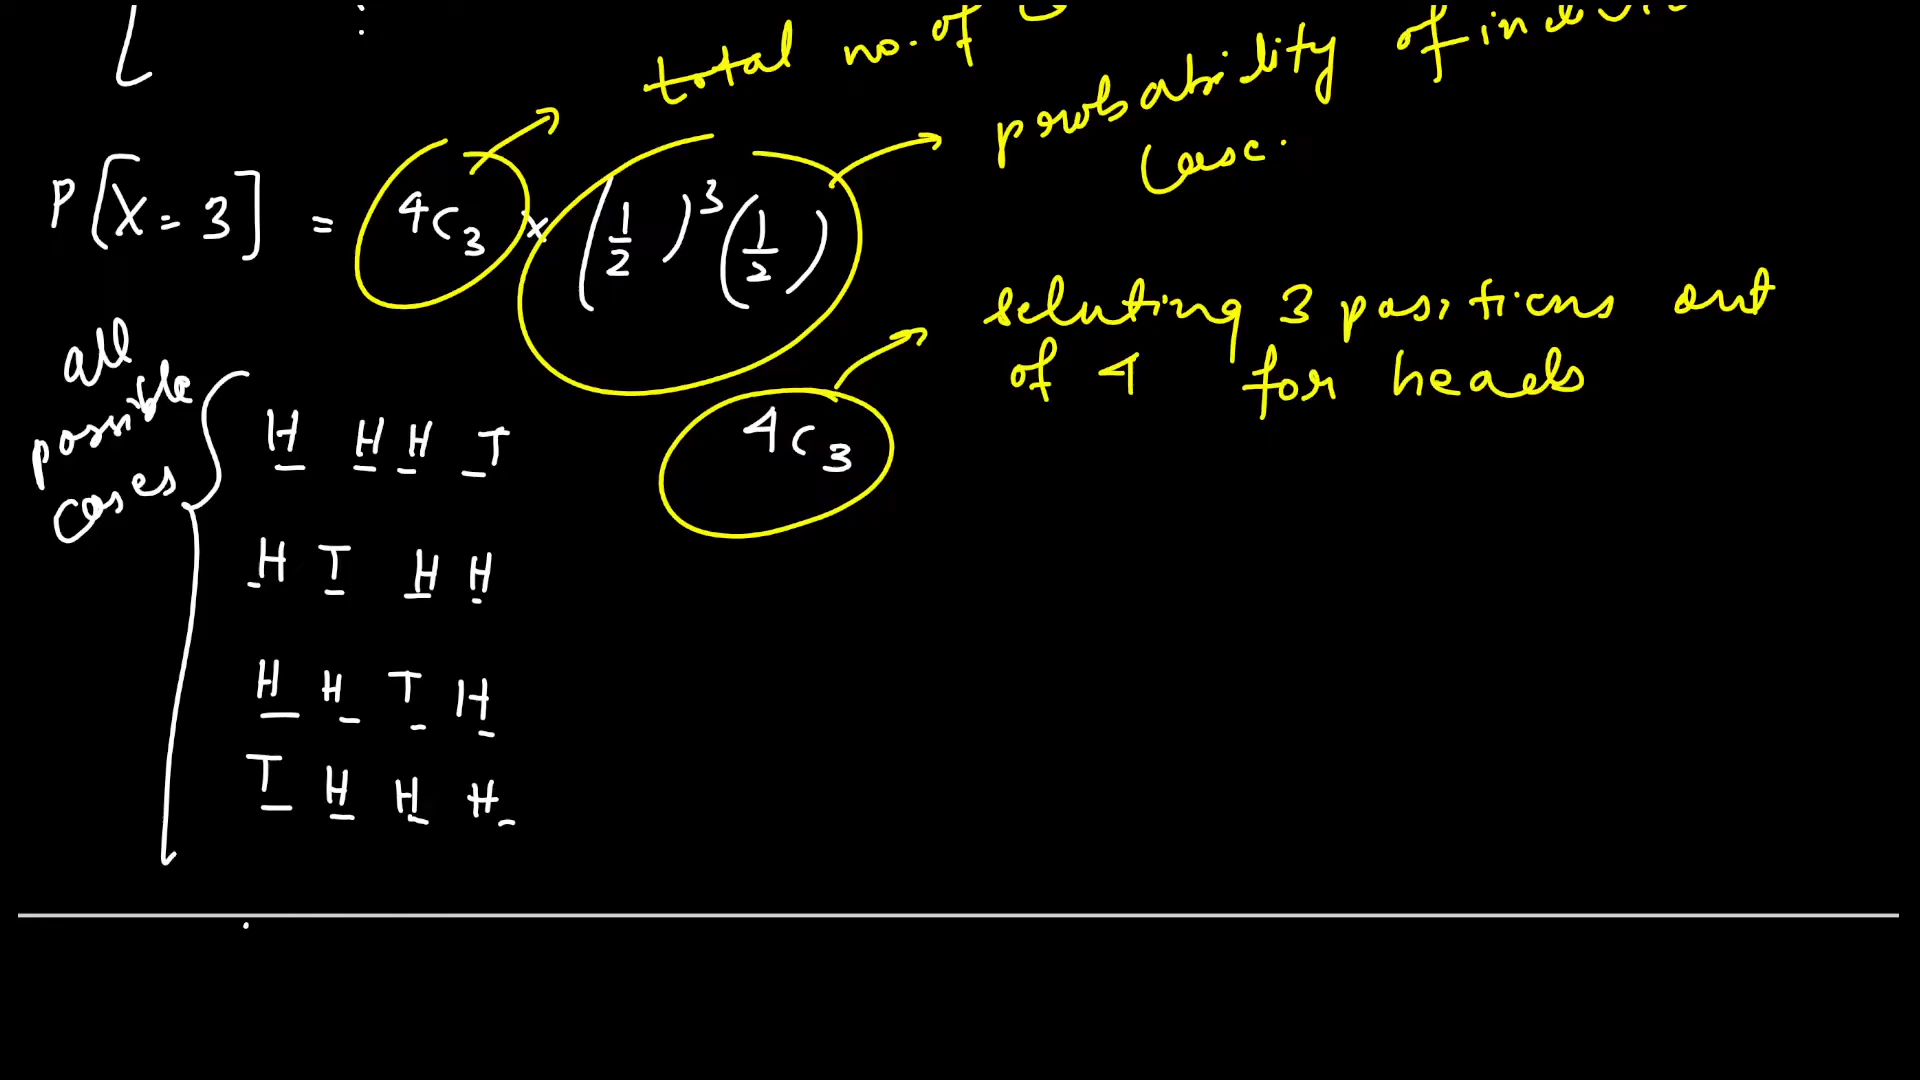 total no. of
probability of
case.
P[X = 3] = 4C3 × (1/2)^3 (1/2)
selecting 3 positions out
of 4 for heads
4C3
all
possible
cases
H H H T
H T H H
H H T H
T H H H